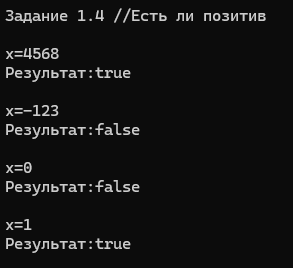 Задание 1.4 //Есть ли позитив
x=4568
Результат:true
x=-123
Результат:false
x=0
Результат:false
x=1
Результат:true